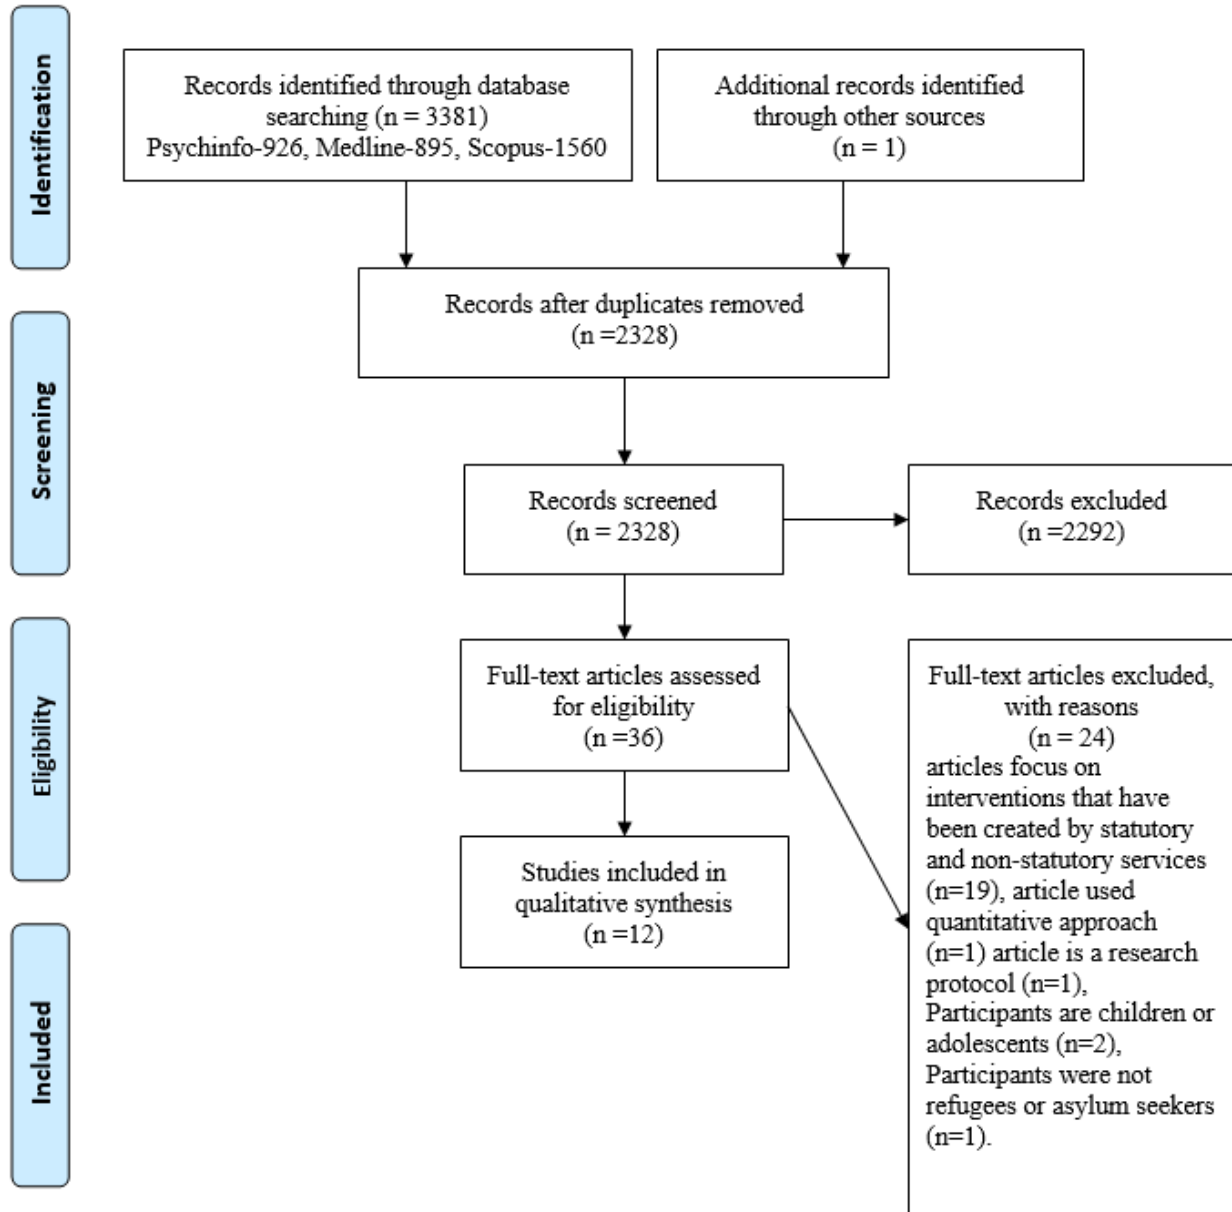 Identification
Records identified through database
searching (n = 3381)
Psychinfo-926, Medline-895, Scopus-1560
Additional records identified
through other sources
(n = 1)
Records after duplicates removed
(n =2328)
Screening
Records screened
(n = 2328)
Records excluded
(n =2292)
Eligibility
Full-text articles assessed
for eligibility
(n =36)
Full-text articles excluded,
with reasons
(n = 24)
articles focus on
interventions that have
been created by statutory
and non-statutory services
(n=19), article used
quantitative approach
(n=1) article is a research
protocol (n=1),
Participants are children or
adolescents (n=2),
Participants were not
refugees or asylum seekers
(n=1).
Studies included in
qualitative synthesis
(n =12)
Included